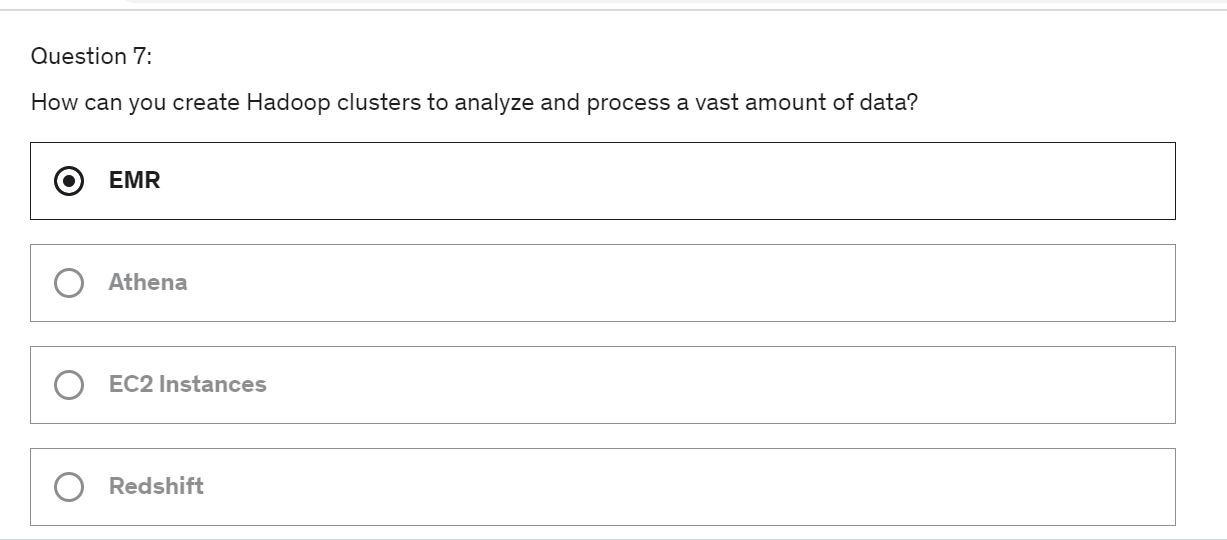 Question 7:
How can you create Hadoop clusters to analyze and process a vast amount of data?
EMR
Athena
EC2 Instances
Redshift